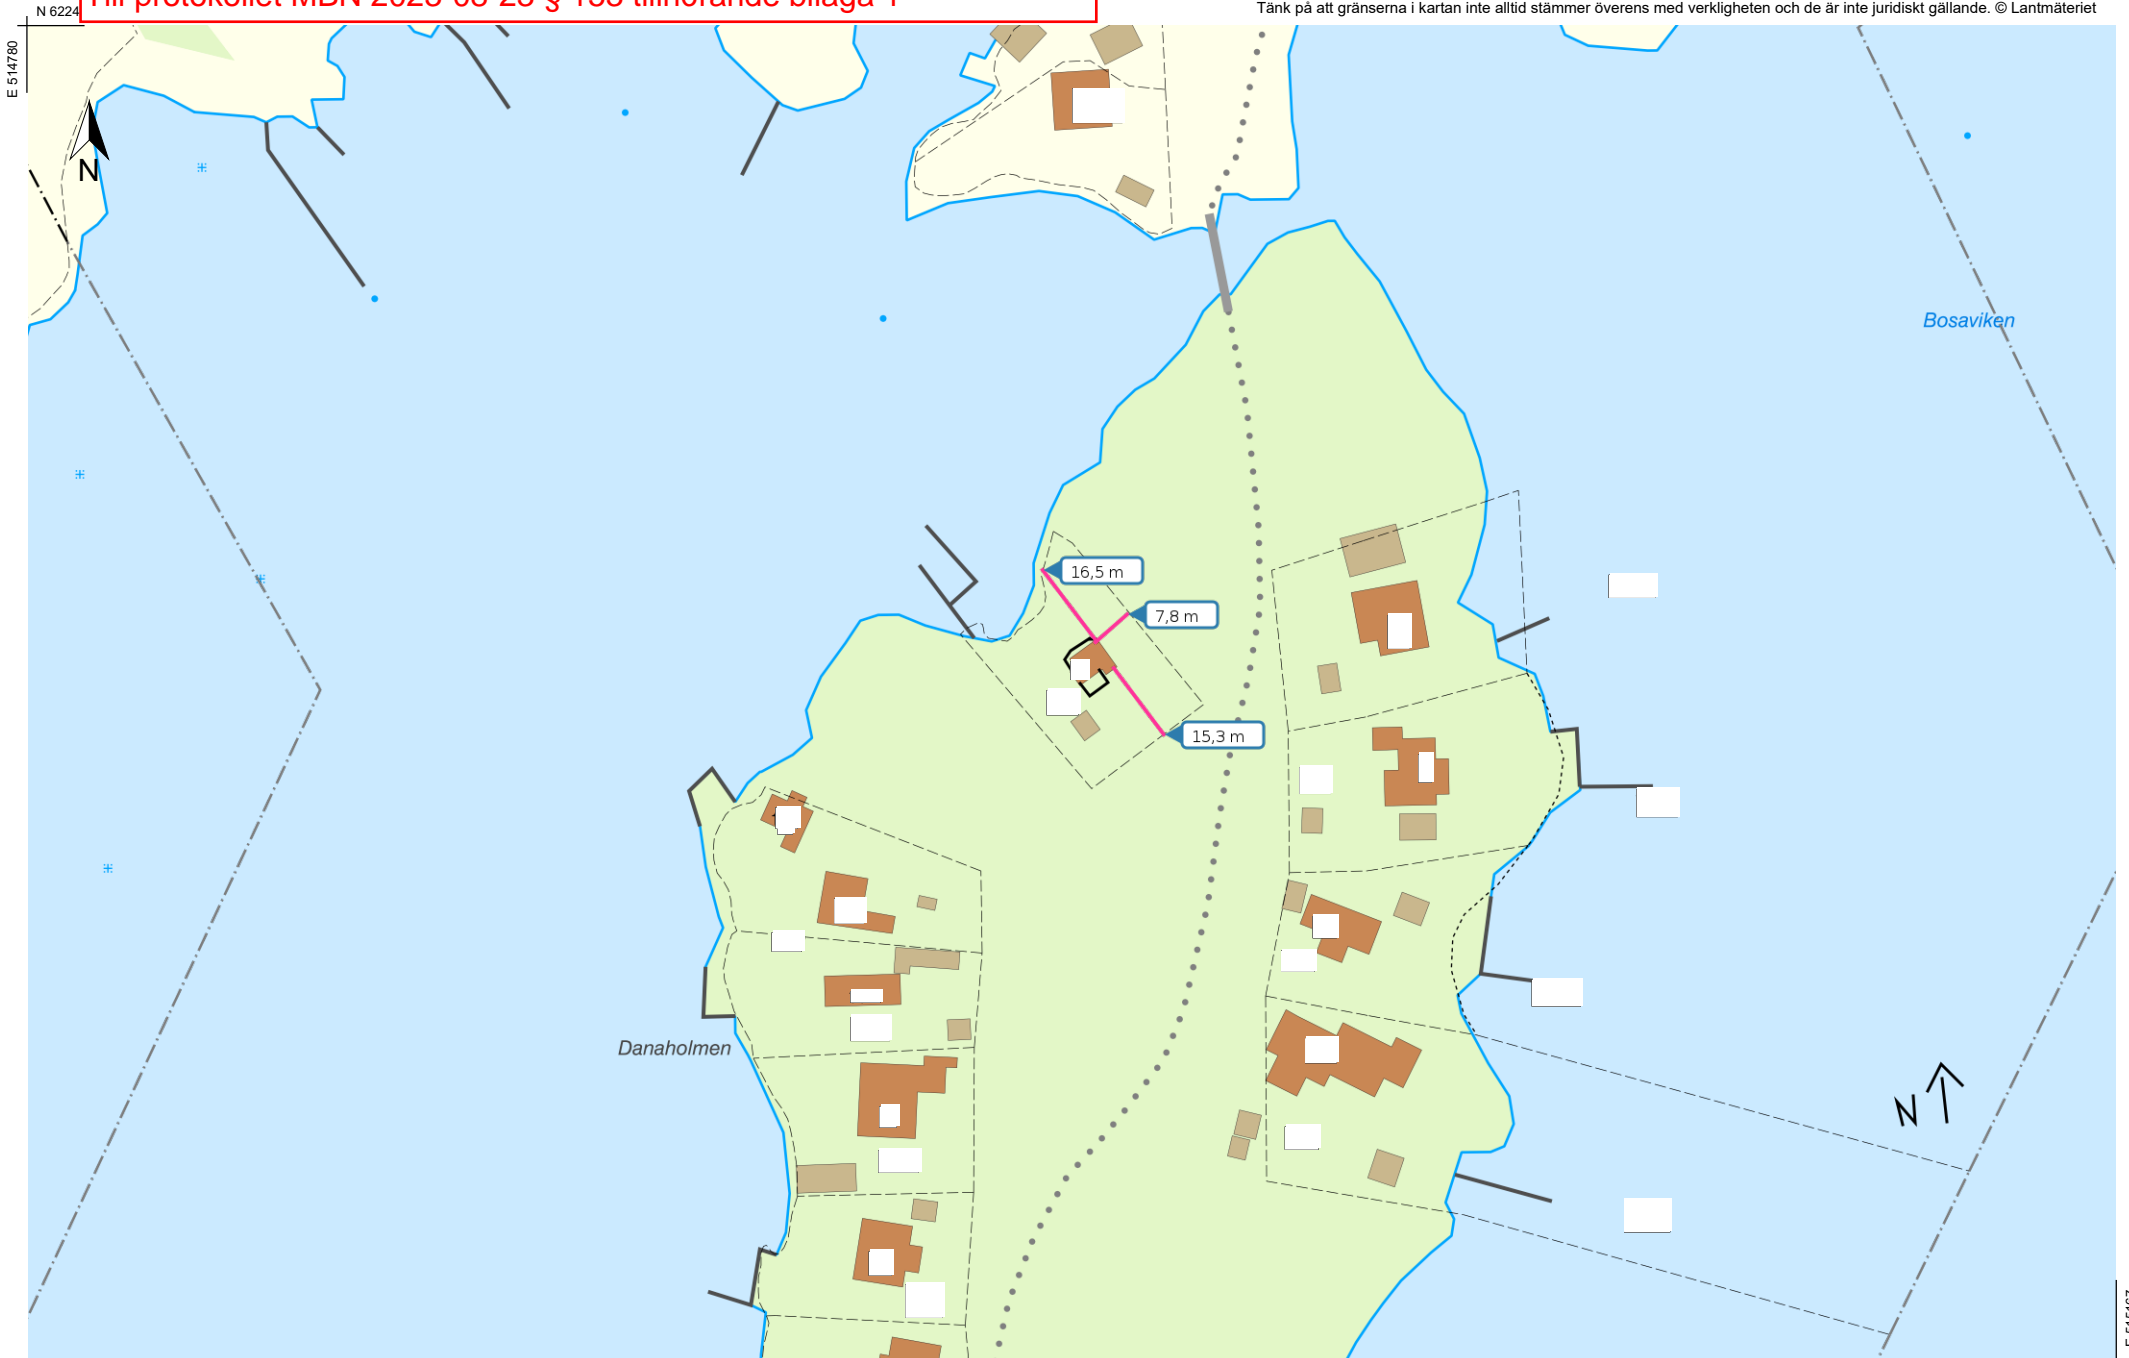 N 6224
Till protokollet MBN 2023-08-23 § 153 tillhörande bilaga 1
Tänk på att gränserna i kartan inte alltid stämmer överens med verkligheten och de är inte juridiskt gällande. © Lantmäteriet
E 514780
N
Bosaviken
16,5 m
7,8 m
15,3 m
Danaholmen
N